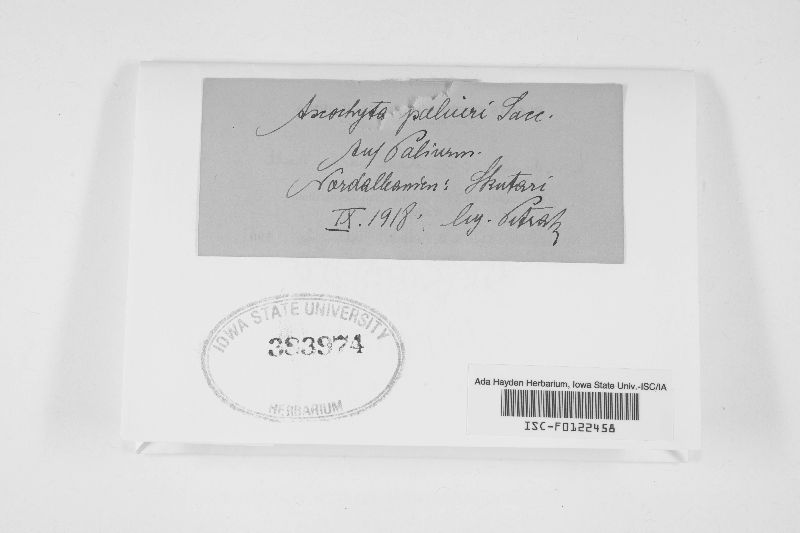 Ascochyta paliuri Sacc.
Auf Paliurus.
Nordalbanien: Skutari
IX. 1918. leg. Petrak
IOWA STATE UNIVERSITY
383974
HERBARIUM
Ada Hayden Herbarium, Iowa State Univ.-ISC/IA
ISC-F0122458